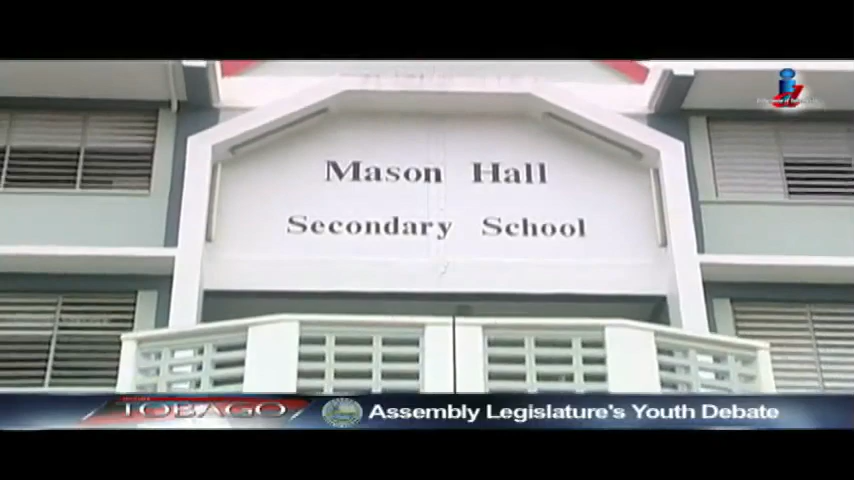 Mason Hall
Secondary School
TOBAGO
Assembly Legislature's Youth Debate